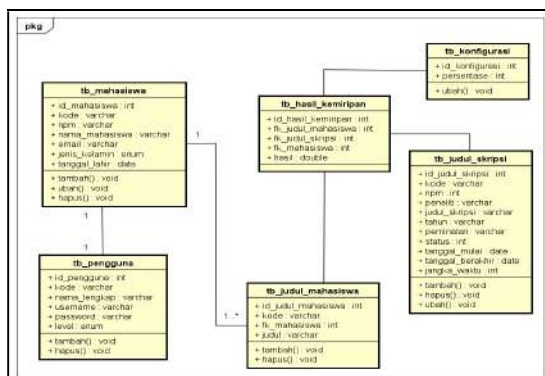 pkg
tb_mahasiswa
+ id_mahasiswa : int
+ kode : varchar
+ npm : varchar
+ nama_mahasiswa : varchar
+ email : varchar
+ jenis_kelamin : enum
+ tanggal_lahir : date
+ tambah() : void
+ ubah() : void
+ hapus() : void
1
1
1
1..*
tb_pengguna
+ id_pengguna : int
+ kode : varchar
+ nama_lengkap : varchar
+ username : varchar
+ password : varchar
+ level : enum
+ tambah() : void
+ hapus() : void
tb_hasil_kemiripan
+ id_hasil_kemiripan : int
+ fk_judul_mahasiswa : int
+ fk_judul_skripsi : int
+ fk_mahasiswa : int
+ hasil : double
tb_judul_mahasiswa
+ id_judul_mahasiswa : int
+ kode : varchar
+ fk_mahasiswa : int
+ judul : varchar
+ tambah() : void
+ hapus() : void
tb_konfigurasi
+ id_konfigurasi : int
+ persentase : int
+ ubah() : void
tb_judul_skripsi
+ id_judul_skripsi : int
+ kode : varchar
+ npm : int
+ peneliti : varchar
+ judul_skripsi : varchar
+ tahun : varchar
+ peminatan : varchar
+ status : int
+ tanggal_mulai : date
+ tanggal_berakhir : date
+ jangka_waktu : int
+ tambah() : void
+ hapus() : void
+ ubah() : void